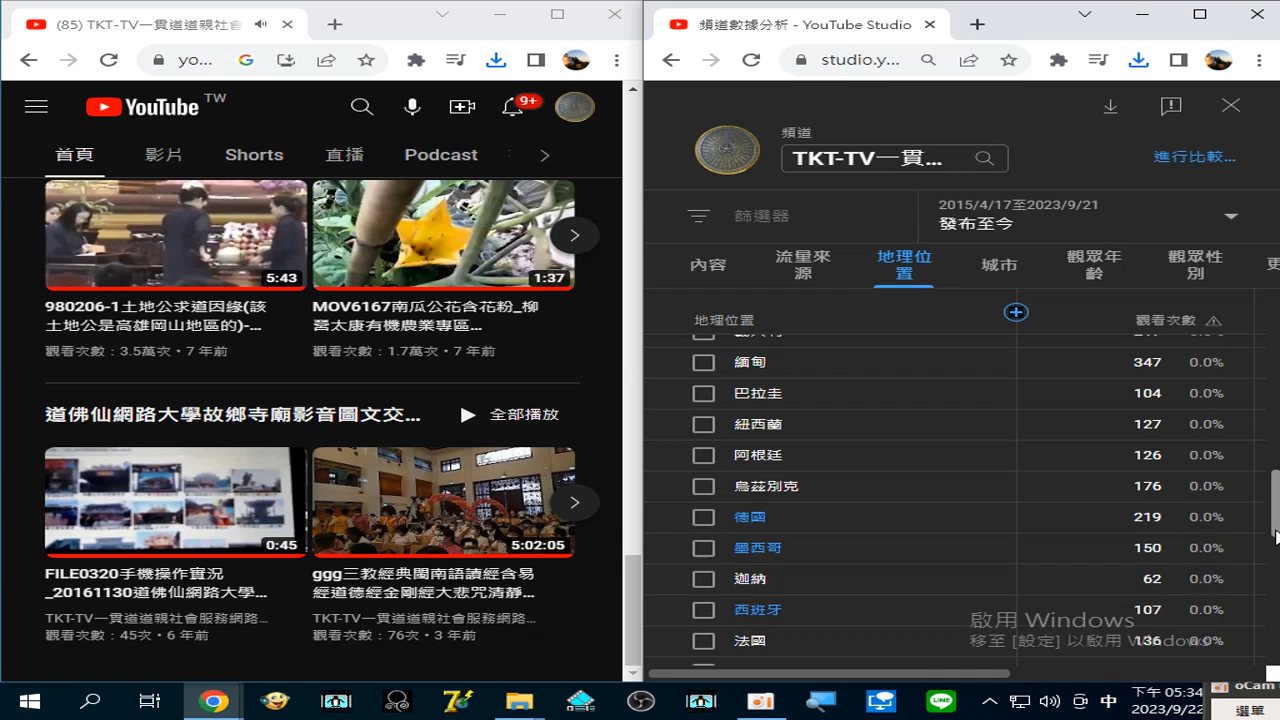 (85) TKT-TV一貫道道親社會
yo...
YouTube TW
9+
首頁
影片
Shorts
直播
Podcast
5:43
1:37
980206-1土地公求道因緣(該
土地公是高雄岡山地區的)-...
觀看次數：3.5萬次・7 年前
MOV6167南瓜公花含花粉_柳
營太康有機農業專區...
觀看次數：1.7萬次・7 年前
道佛仙網路大學故鄉寺廟影音圖文交...
全部播放
0:45
5:02:05
FILE0320手機操作實況
_20161130道佛仙網路大學...
TKT-TV一貫道道親社會服務網路...
觀看次數：45次・6 年前
ggg三教經典閩南語讀經含易
經道德經金剛經大悲咒清靜...
TKT-TV一貫道道親社會服務網路...
觀看次數：76次・3 年前
頻道數據分析 - YouTube Studio
studio.y...
頻道
TKT-TV一貫...
進行比較...
篩選器
2015/4/17至2023/9/21
發布至今
內容
流量來
源
地理位
置
城市
觀眾年
齡
觀眾性
別
更
地理位置
觀看次數
緬甸 347 0.0%
巴拉圭 104 0.0%
紐西蘭 127 0.0%
阿根廷 126 0.0%
烏茲別克 176 0.0%
德國 219 0.0%
墨西哥 150 0.0%
迦納 62 0.0%
西班牙 107 0.0%
法國 136 0.0%
啟用 Windows
移至 [設定] 以啟用 Windows。
LINE
中
下午 05:34
2023/9/22
oCam
選單